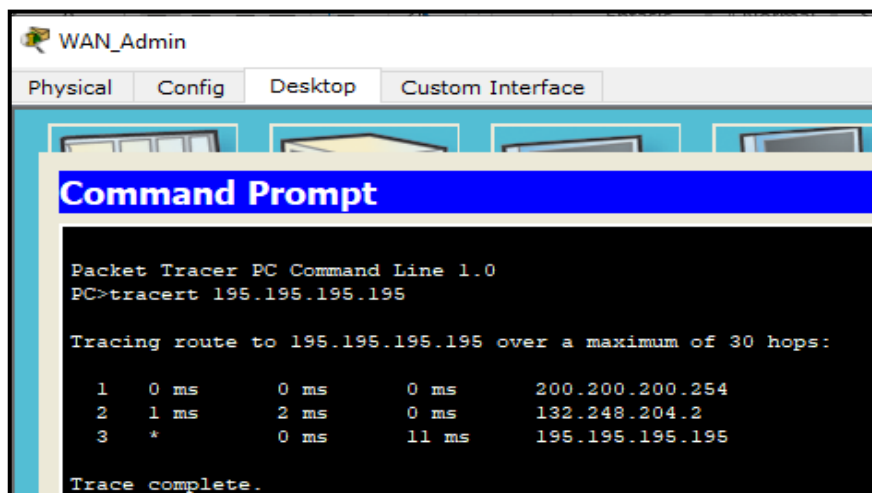 WAN_Admin
Physical Config Desktop Custom Interface
Command Prompt
Packet Tracer PC Command Line 1.0
PC>tracert 195.195.195.195
Tracing route to 195.195.195.195 over a maximum of 30 hops:
1 0 ms 0 ms 0 ms 200.200.200.254
2 1 ms 2 ms 0 ms 132.248.204.2
3 * 0 ms 11 ms 195.195.195.195
Trace complete.